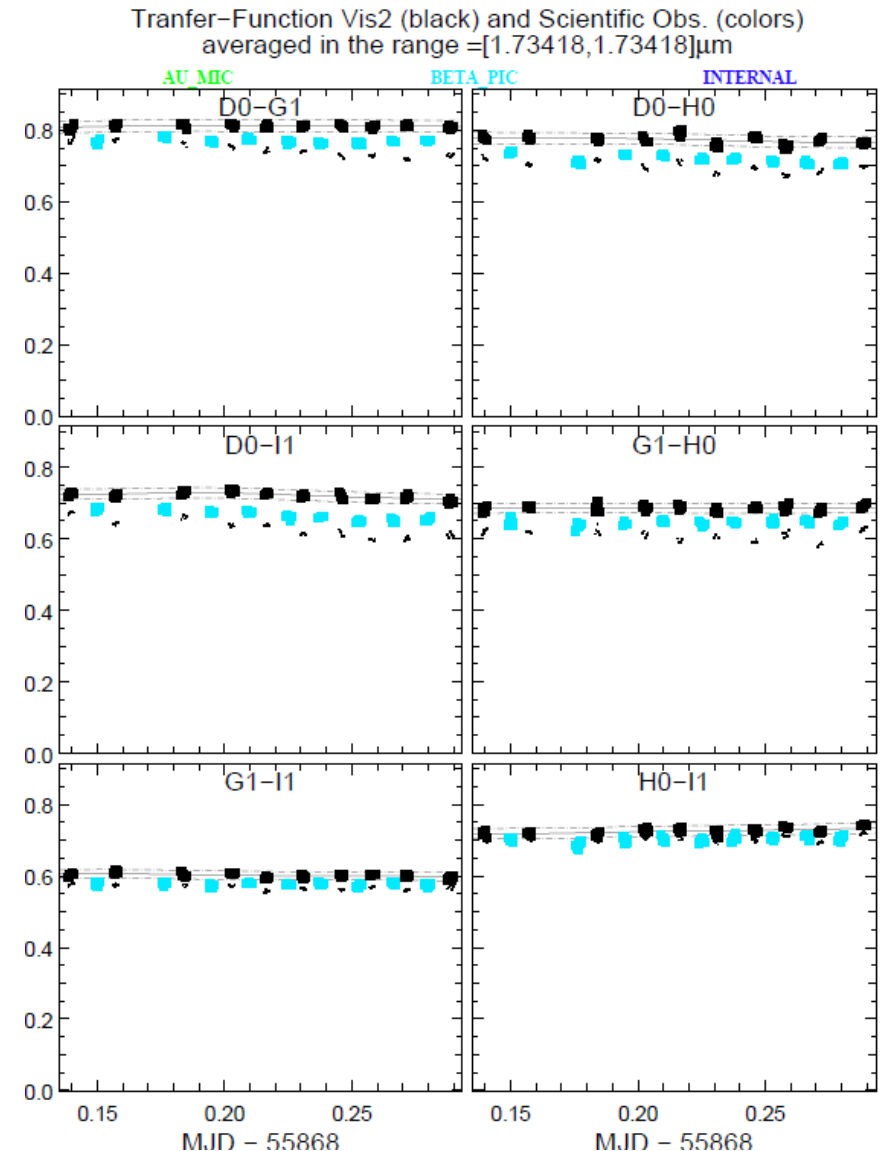 Tranfer-Function Vis2 (black) and Scientific Obs. (colors)
averaged in the range =[1.73418,1.73418]μm
AU_MIC BETA_PIC INTERNAL
D0-G1 D0-H0
0.8
0.6
0.4
0.2
0.0
D0-I1 G1-H0
0.8
0.6
0.4
0.2
0.0
G1-I1 H0-I1
0.8
0.6
0.4
0.2
0.0
0.15 0.20 0.25 0.15 0.20 0.25
MJD - 55868 MJD - 55868